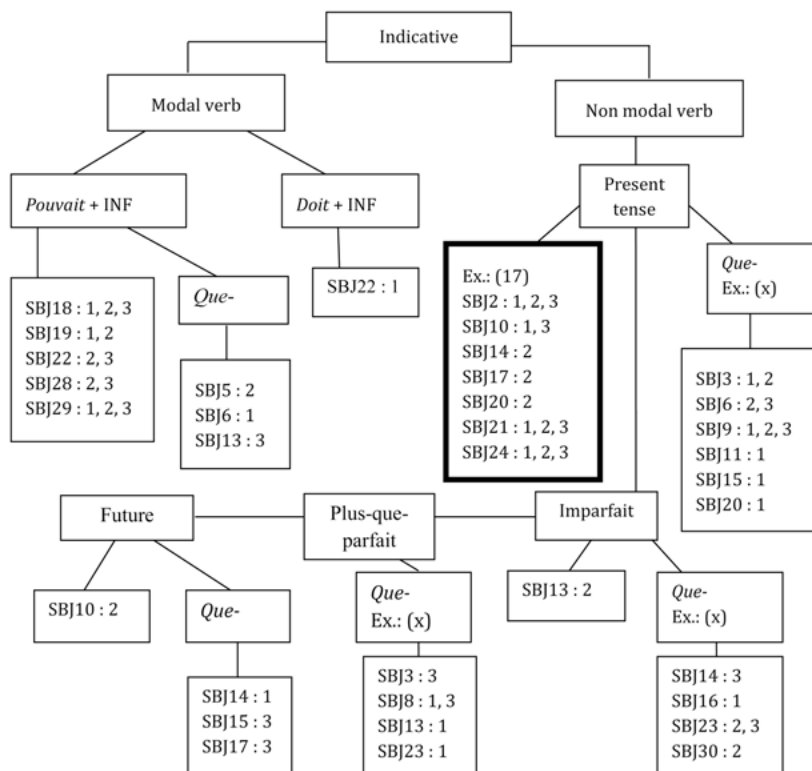 Indicative
Modal verb
Non modal verb
Pouvait + INF
Doit + INF
Present
tense
SBJ18 : 1, 2, 3
SBJ19 : 1, 2
SBJ22 : 2, 3
SBJ28 : 2, 3
SBJ29 : 1, 2, 3
Que-
SBJ5 : 2
SBJ6 : 1
SBJ13 : 3
SBJ22 : 1
Ex.: (17)
SBJ2 : 1, 2, 3
SBJ10 : 1, 3
SBJ14 : 2
SBJ17 : 2
SBJ20 : 2
SBJ21 : 1, 2, 3
SBJ24 : 1, 2, 3
Que-
Ex.: (x)
SBJ3 : 1, 2
SBJ6 : 2, 3
SBJ9 : 1, 2, 3
SBJ11 : 1
SBJ15 : 1
SBJ20 : 1
Future
Plus-que-
parfait
Imparfait
SBJ10 : 2
Que-
SBJ14 : 1
SBJ15 : 3
SBJ17 : 3
Que-
Ex.: (x)
SBJ3 : 3
SBJ8 : 1, 3
SBJ13 : 1
SBJ23 : 1
SBJ13 : 2
Que-
Ex.: (x)
SBJ14 : 3
SBJ16 : 1
SBJ23 : 2, 3
SBJ30 : 2